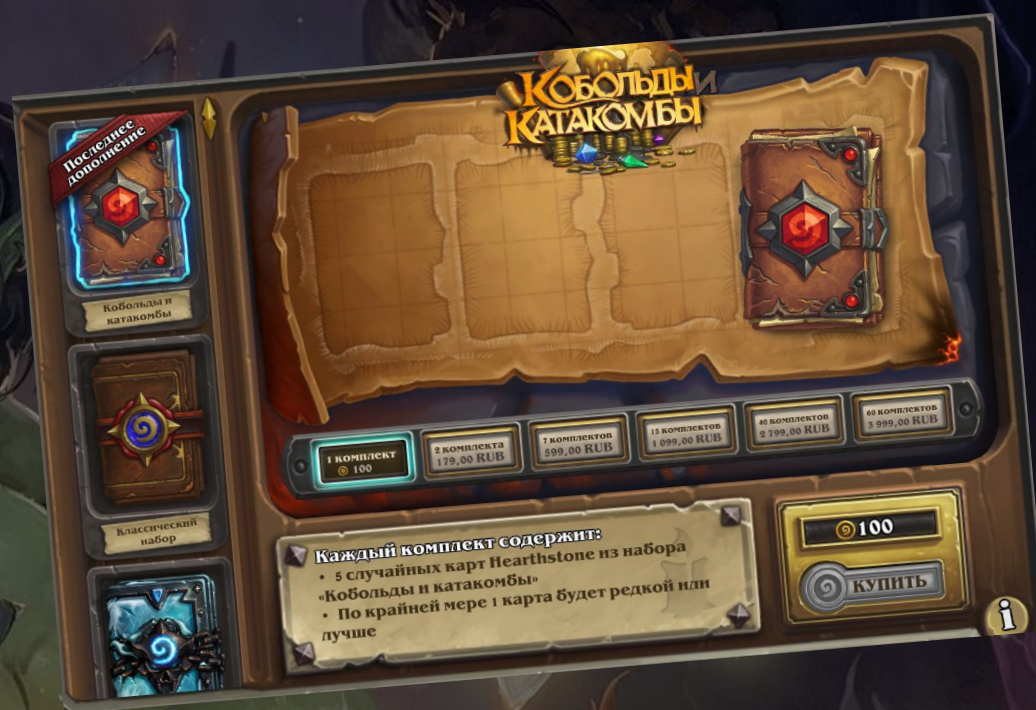 Последнее
дополнение
Кобольды и
катакомбы
Кобольды и
Катакомбы
Классический
набор
1 комплект
100
2 комплекта
179,00 RUB
7 комплектов
599,00 RUB
15 комплектов
1 099,00 RUB
40 комплектов
2 799,00 RUB
60 комплектов
3 999,00 RUB
Каждый комплект содержит:
• 5 случайных карт Hearthstone из набора
«Кобольды и катакомбы»
• По крайней мере 1 карта будет редкой или
лучше
100
КУПИТЬ
i